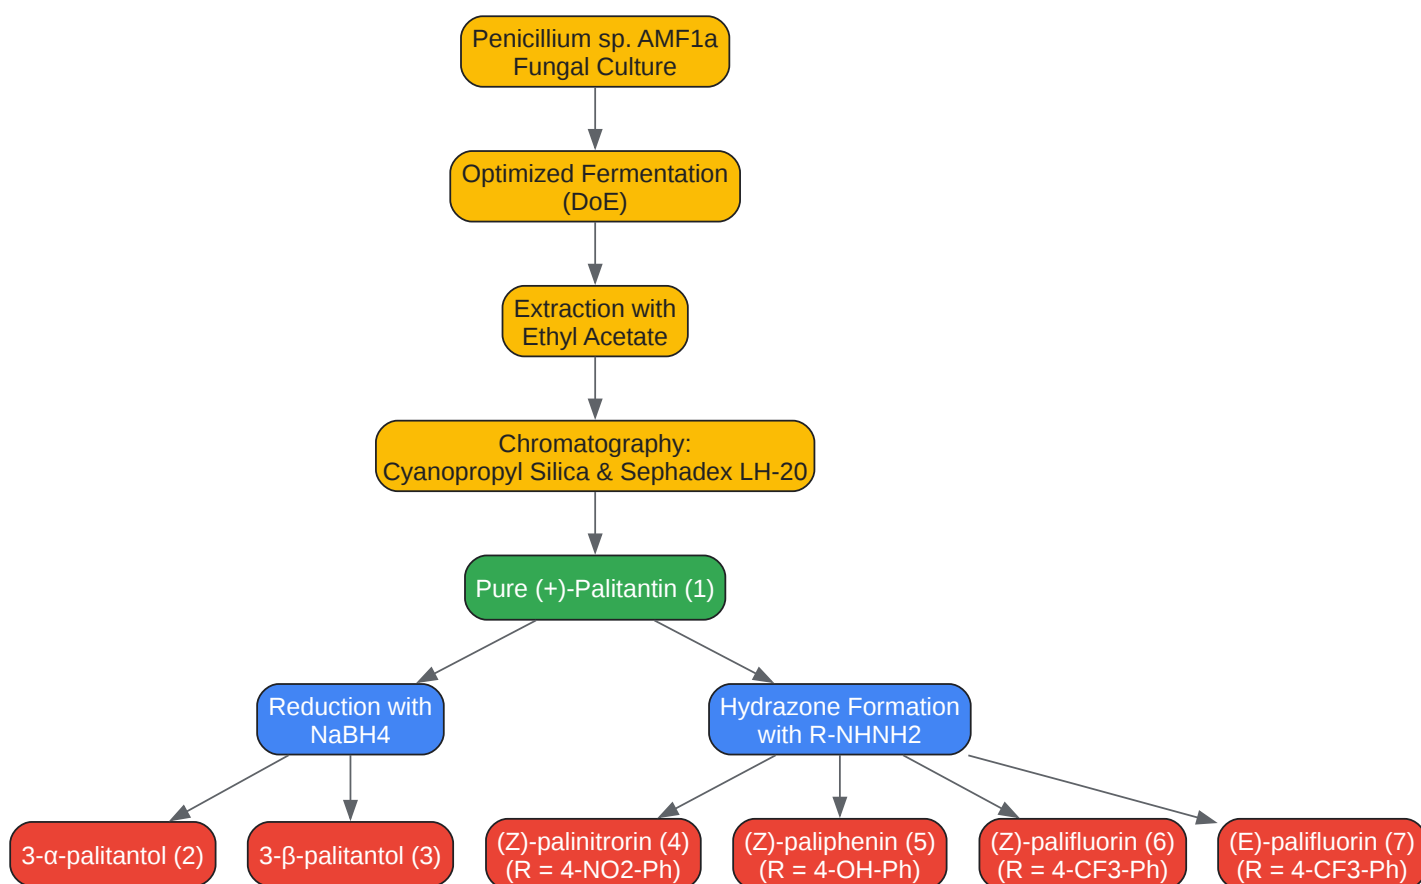 Penicillium sp. AMF1a
Fungal Culture
Optimized Fermentation
(DoE)
Extraction with
Ethyl Acetate
Chromatography:
Cyanopropyl Silica & Sephadex LH-20
Pure (+)-Palitantin (1)
Reduction with
NaBH4
Hydrazone Formation
with R-NHNH2
3-α-palitantol (2)
3-β-palitantol (3)
(Z)-palinitrorin (4)
(R = 4-NO2-Ph)
(Z)-paliphenin (5)
(R = 4-OH-Ph)
(Z)-palifluorin (6)
(R = 4-CF3-Ph)
(E)-palifluorin (7)
(R = 4-CF3-Ph)